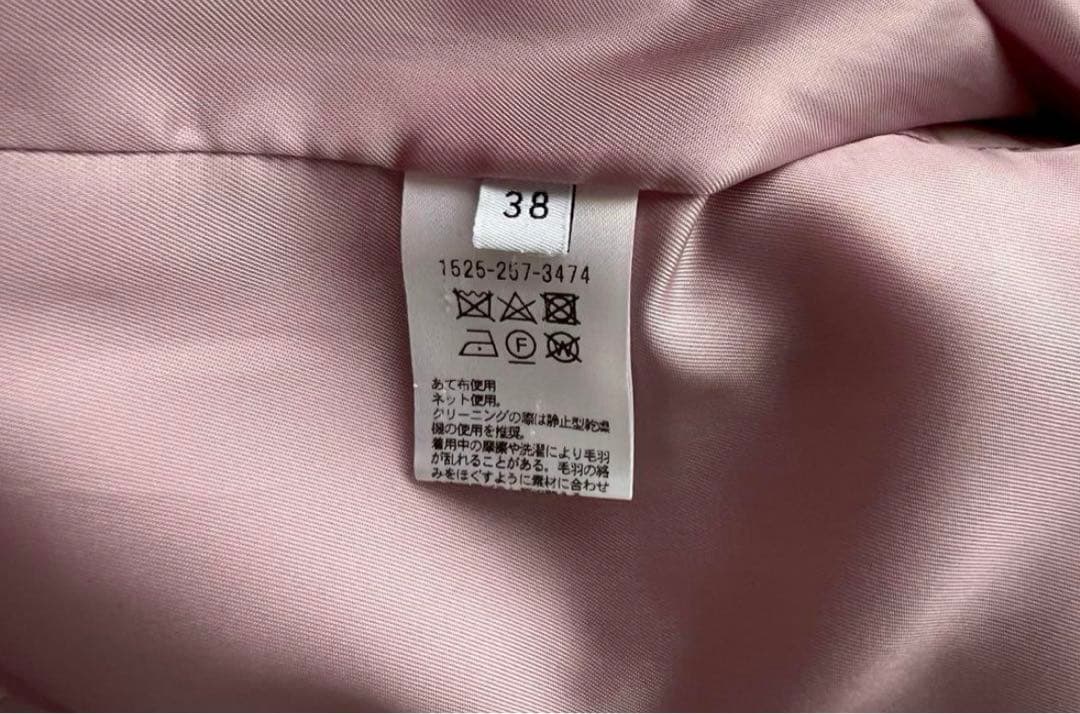 38
1525-257-3474
F
W
あて布使用
ネット使用。
クリーニングの際は静止型乾燥
機の使用を推奨。
着用中の摩擦や洗濯により毛羽
が乱れることがある。毛羽の絡
みをほぐすように素材に合わせ